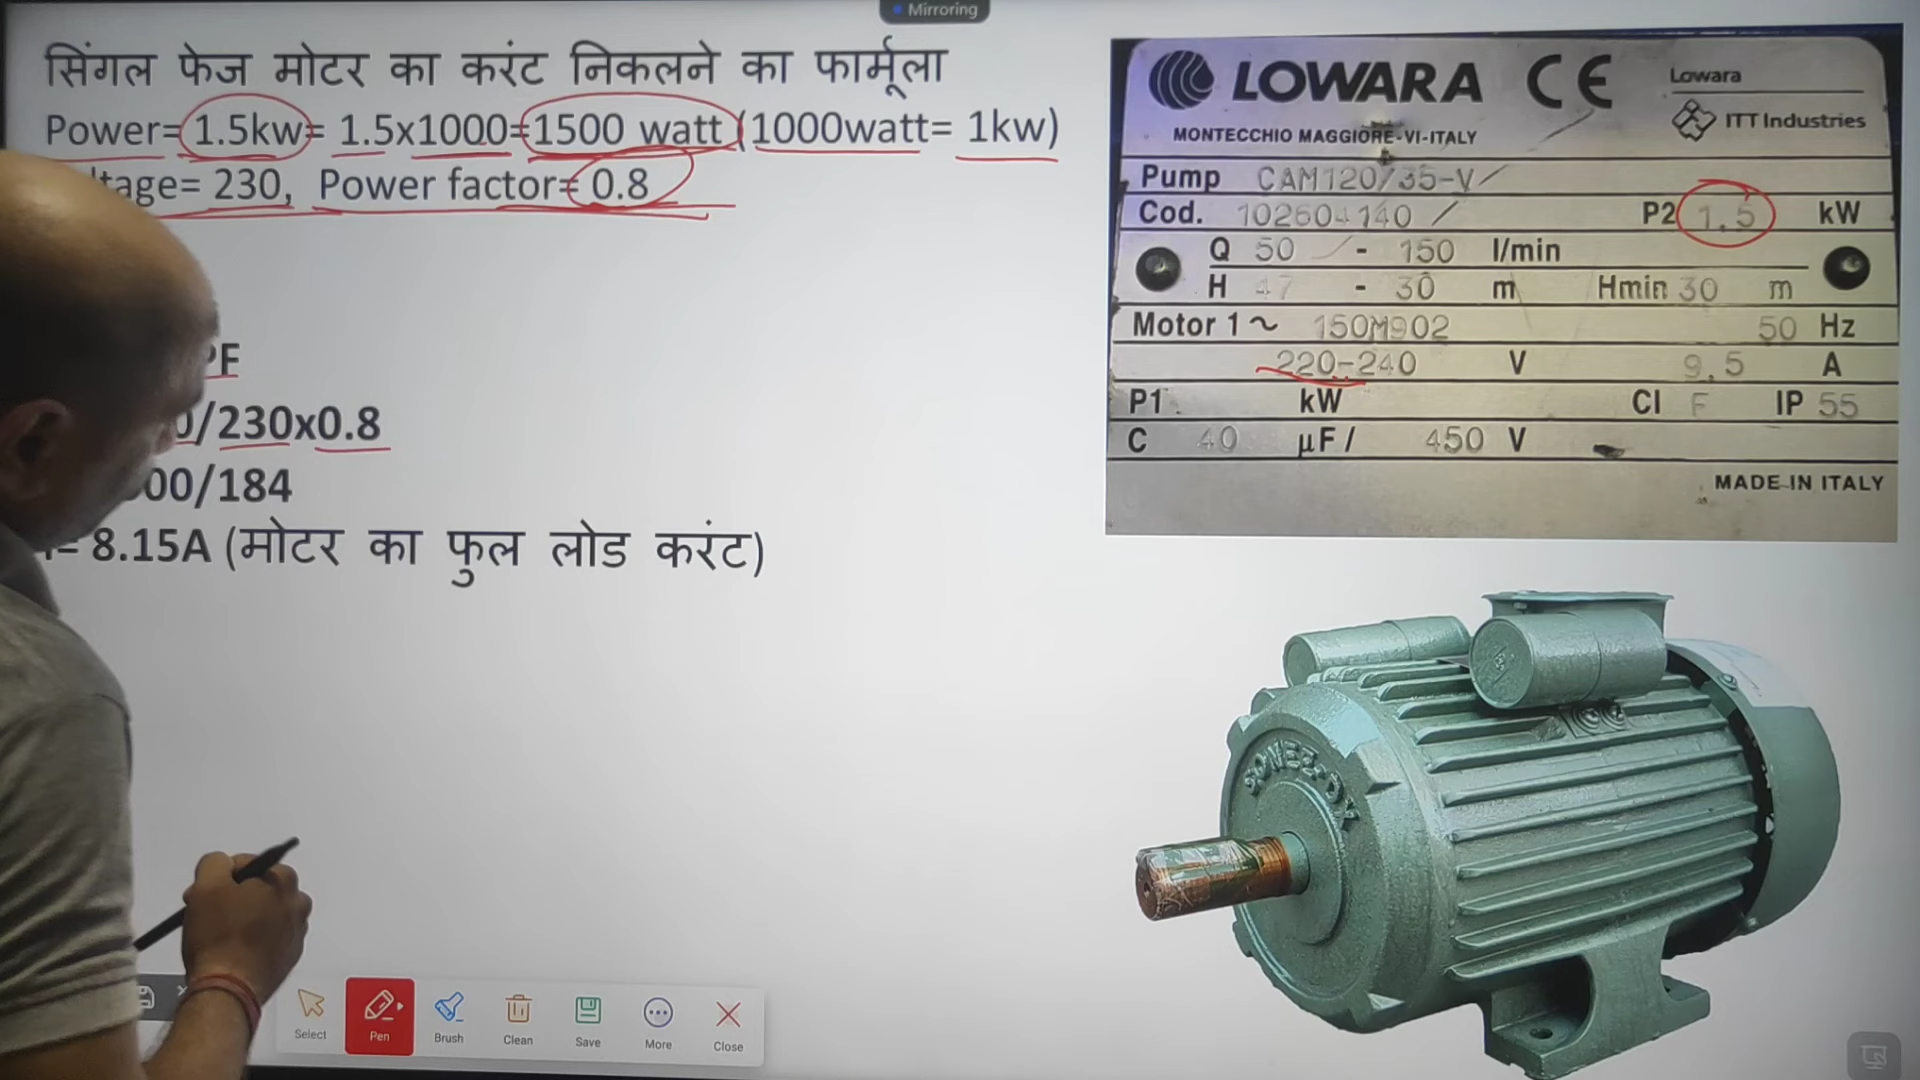 Mirroring
सिंगल फेज मोटर का करंट निकलने का फार्मूला
Power= 1.5kw= 1.5x1000=1500 watt (1000watt= 1kw)
tage= 230, Power factor= 0.8
PF
0/230x0.8
00/184
= 8.15A (मोटर का फुल लोड करंट)
LOWARA CE
Lowara
ITT Industries
MONTECCHIO MAGGIORE-VI-ITALY
Pump CAM120/35-V/
Cod. 102604140 / P2 1,5 kW
Q 50 - 150 l/min
H 47 - 30 m Hmin 30 m
Motor 1~ 150M902 50 Hz
220-240 V 9,5 A
P1 kW Cl F IP 55
C 40 µF/ 450 V
MADE IN ITALY
Select
Pen
Brush
Clean
Save
More
Close